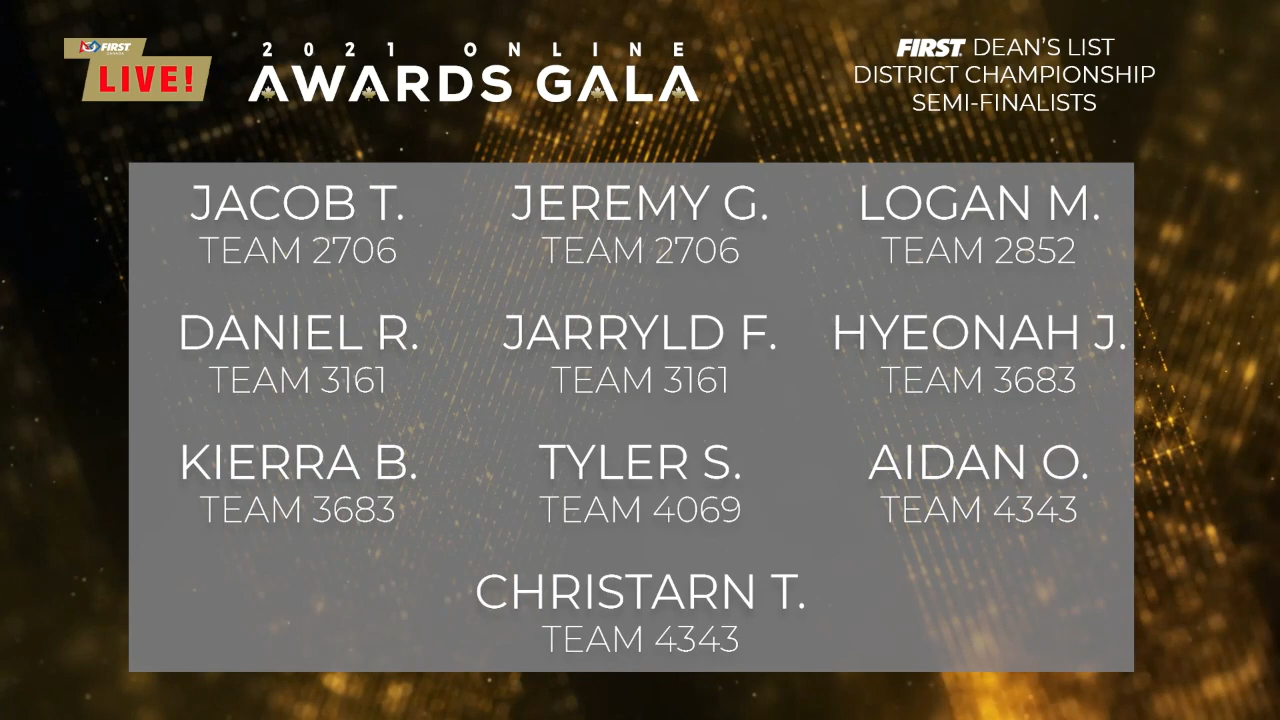 FIRST
CANADA
LIVE!
2021 ONLINE
AWARDS GALA
FIRST DEAN'S LIST
DISTRICT CHAMPIONSHIP
SEMI-FINALISTS
JACOB T. JEREMY G. LOGAN M.
TEAM 2706 TEAM 2706 TEAM 2852
DANIEL R. JARRYLD F. HYEONAH J.
TEAM 3161 TEAM 3161 TEAM 3683
KIERRA B. TYLER S. AIDAN O.
TEAM 3683 TEAM 4069 TEAM 4343
CHRISTARN T.
TEAM 4343